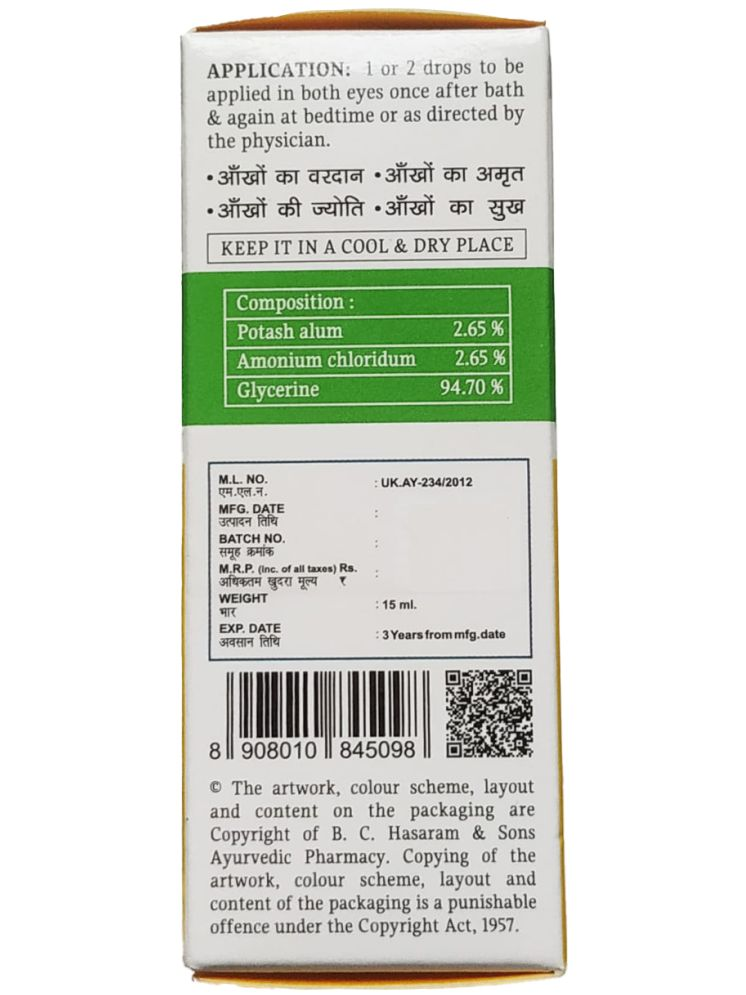 APPLICATION: 1 or 2 drops to be
applied in both eyes once after bath
& again at bedtime or as directed by
the physician.
• आँखों का वरदान • आँखों का अमृत
• आँखों की ज्योति • आँखों का सुख
KEEP IT IN A COOL & DRY PLACE
Composition :
Potash alum 2.65 %
Amonium chloridum 2.65 %
Glycerine 94.70 %
M.L. NO. : UK.AY-234/2012
एम.एल.न.
MFG. DATE :
उत्पादन तिथि
BATCH NO. :
समूह क्रमांक
M.R.P. (Inc. of all taxes) Rs. :
अधिकतम खुदरा मूल्य ₹
WEIGHT : 15 ml.
भार
EXP. DATE : 3 Years from mfg.date
अवसान तिथि
8 908010 845098
© The artwork, colour scheme, layout
and content on the packaging are
Copyright of B. C. Hasaram & Sons
Ayurvedic Pharmacy. Copying of the
artwork, colour scheme, layout and
content of the packaging is a punishable
offence under the Copyright Act, 1957.